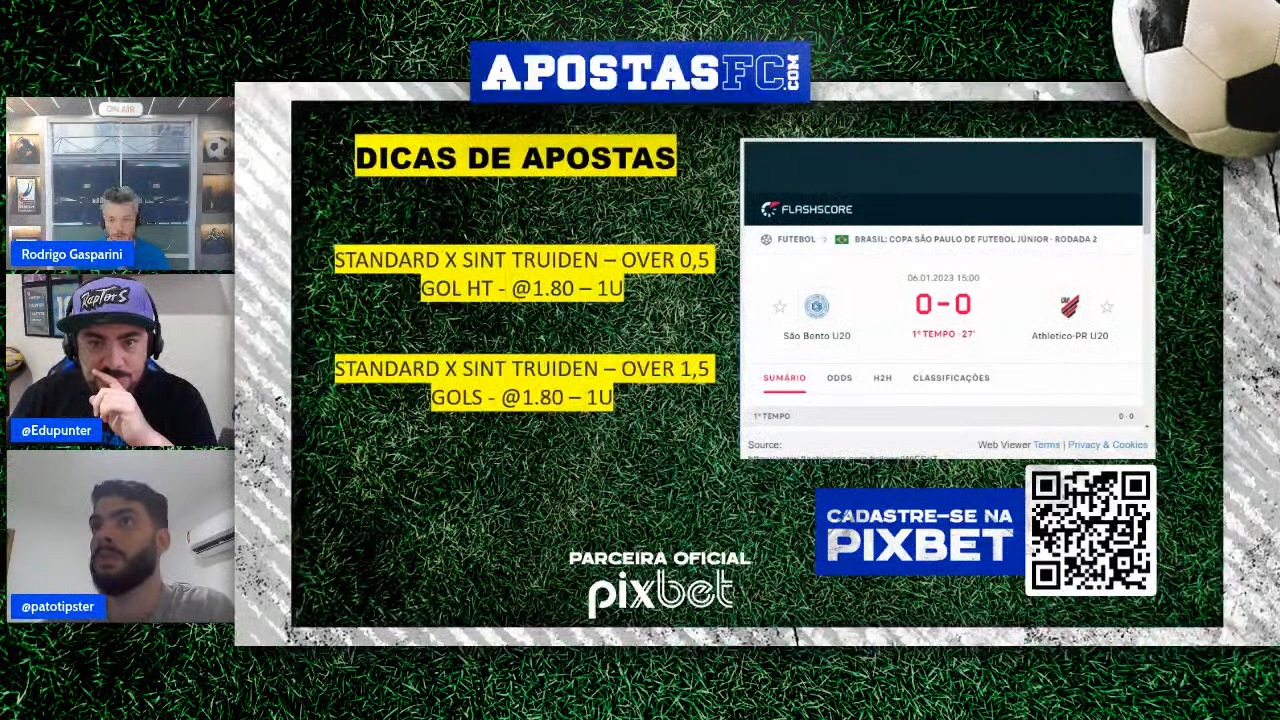 APOSTASFC.COM
DICAS DE APOSTAS
STANDARD X SINT TRUIDEN – OVER 0,5
GOL HT - @1.80 – 1U
STANDARD X SINT TRUIDEN – OVER 1,5
GOLS - @1.80 – 1U
ON AIR
Rodrigo Gasparini
RAPTORS
@Edupunter
@patotipster
FLASHSCORE
FUTEBOL
BRASIL: COPA SÃO PAULO DE FUTEBOL JÚNIOR - RODADA 2
06.01.2023 15:00
0-0
1º TEMPO - 27'
São Bento U20
Athletico-PR U20
SUMÁRIO ODDS H2H CLASSIFICAÇÕES
1º TEMPO 0-0
Source:
Web Viewer Terms | Privacy & Cookies
CADASTRE-SE NA
PIXBET
PARCEIRA OFICIAL
pixbet